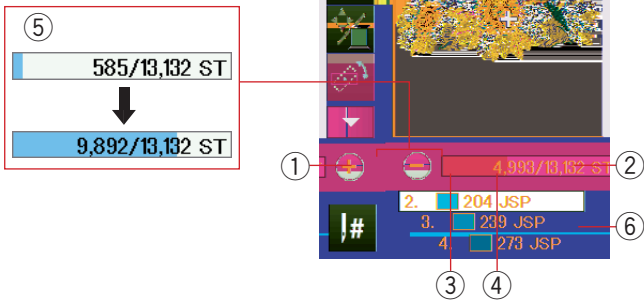 ⑤
585/13,132 ST
9,892/13,132 ST
①
+
−
4,993/13,132 ST
②
2. 204 JSP
3. 239 JSP
⑥
#
4. 273 JSP
③
④